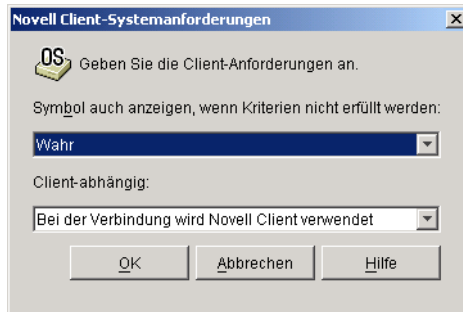 Novell Client-Systemanforderungen
OS
Geben Sie die Client-Anforderungen an.
Symbol auch anzeigen, wenn Kriterien nicht erfüllt werden:
Wahr
Client-abhängig:
Bei der Verbindung wird Novell Client verwendet
OK Abbrechen Hilfe